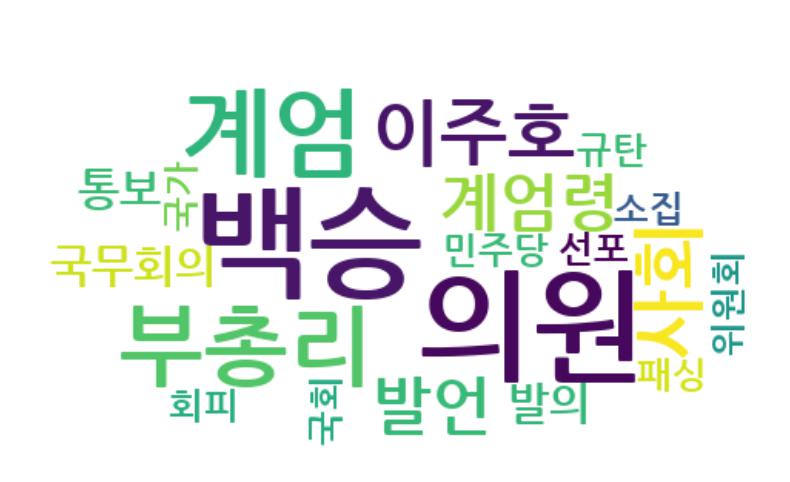 계엄
이주호
규탄
통보
국가
백승
계엄령
소집
국무회의
민주당
선포
사회
위원회
의원
부총리
패싱
회피
국회
발언
발의